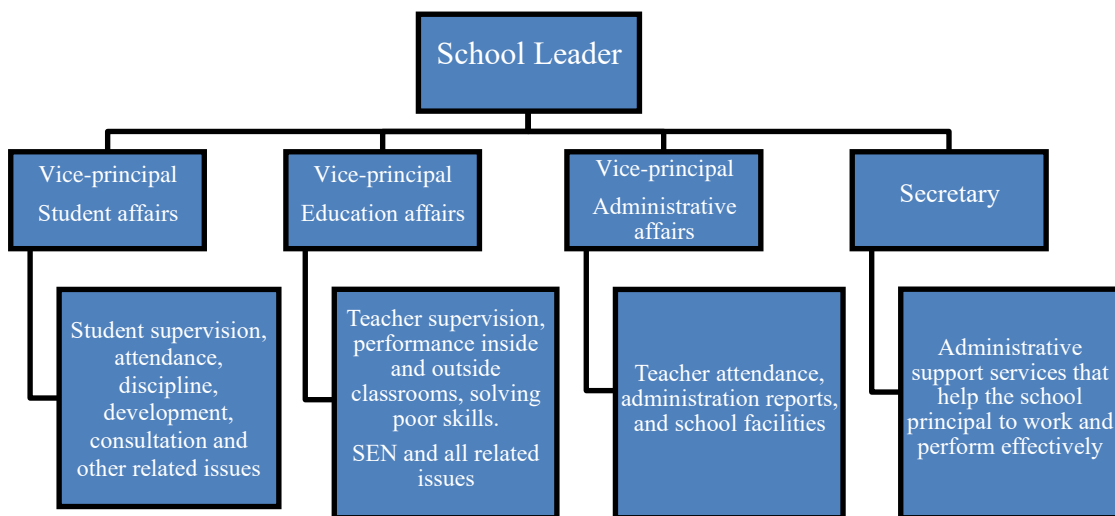 School Leader
Vice-principal
Student affairs
Vice-principal
Education affairs
Vice-principal
Administrative
affairs
Secretary
Student supervision,
attendance,
discipline,
development,
consultation and
other related issues
Teacher supervision,
performance inside
and outside
classrooms, solving
poor skills.
SEN and all related
issues
Teacher attendance,
administration reports,
and school facilities
Administrative
support services that
help the school
principal to work and
perform effectively